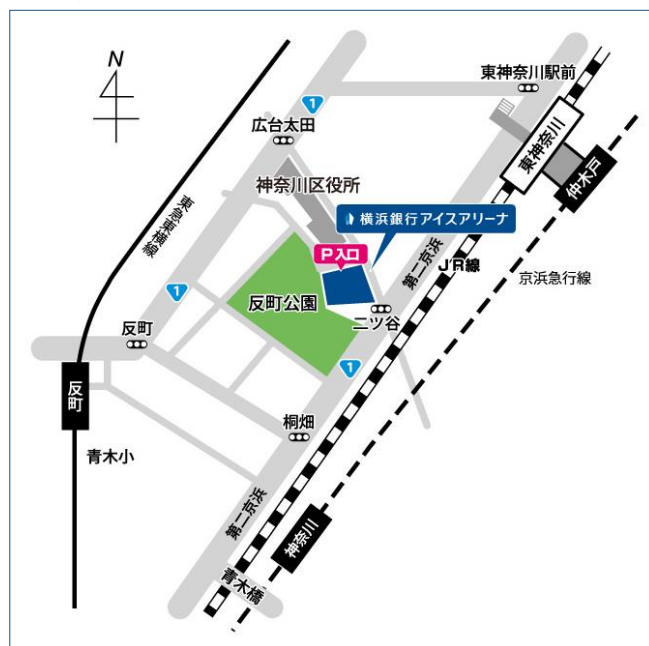 N
東神奈川駅前
1
広台太田
東神奈川
仲木戸
神奈川区役所
東急東横線
横浜銀行アイスアリーナ
P入口
第二京浜
JR線
京浜急行線
1
反町公園
二ツ谷
反町
1
反町
桐畑
青木小
第二京浜
神奈川
青木橋